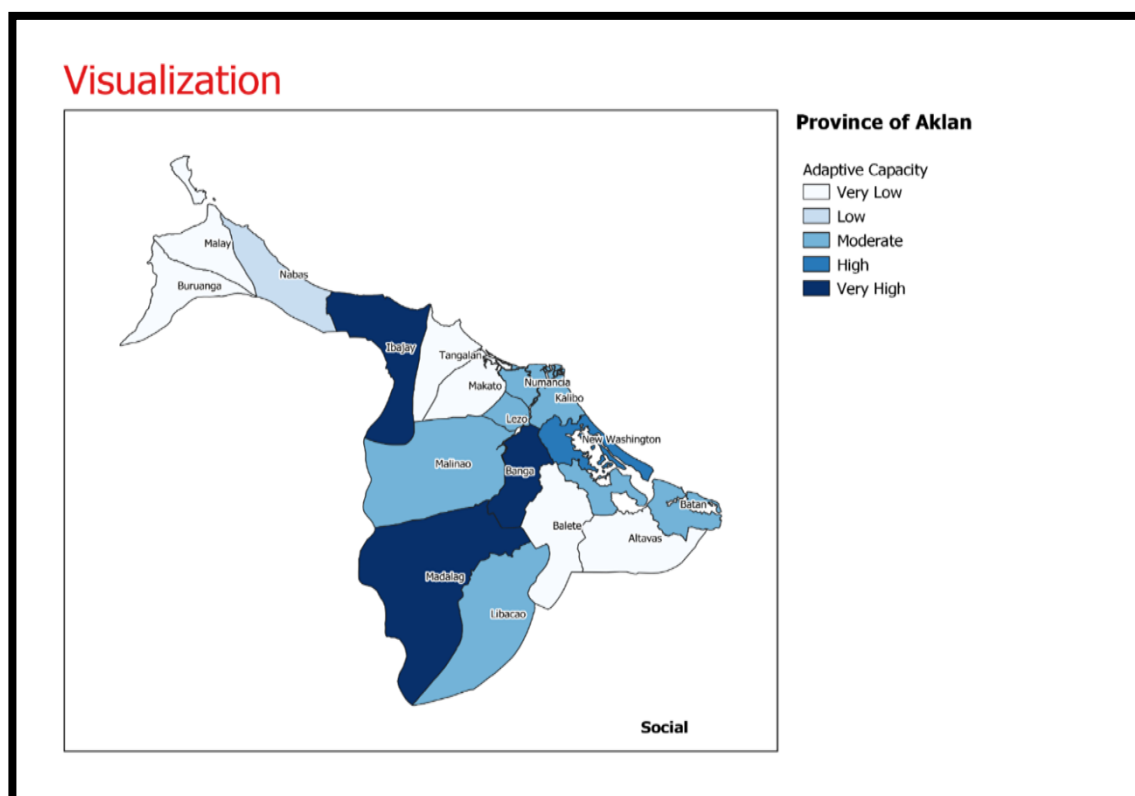 Visualization
Province of Aklan
Adaptive Capacity
Very Low
Low
Moderate
High
Very High
Malay
Nabas
Buruanga
Ibajay
Tangalan
Makato
Numancia
Kalibo
Lezo
New Washington
Malinao
Banga
Batan
Balete
Altavas
Madalag
Libacao
Social